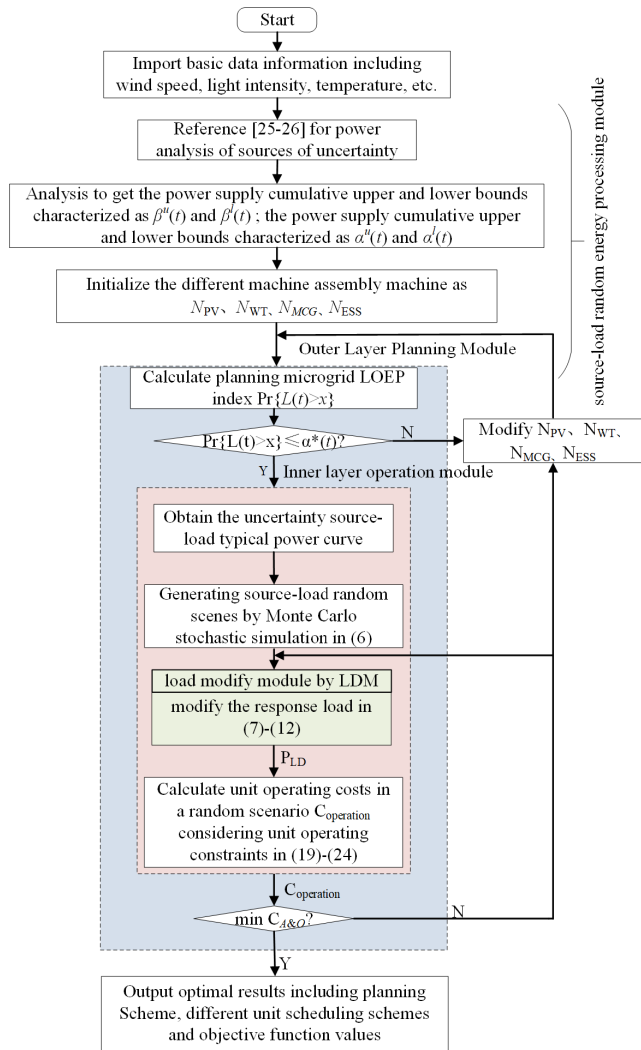 Start
Import basic data information including
wind speed, light intensity, temperature, etc.
Reference [25-26] for power
analysis of sources of uncertainty
Analysis to get the power supply cumulative upper and lower bounds
characterized as βᵘ(t) and βˡ(t) ; the power supply cumulative upper
and lower bounds characterized as αᵘ(t) and αˡ(t)
Initialize the different machine assembly machine as
N_PV、 N_WT、 N_MCG、 N_ESS
source-load random energy processing module
Outer Layer Planning Module
Calculate planning microgrid LOEP
index Pr{L(t)>x}
Pr{L(t)>x}≤α*(t)?
N
Modify N_PV、 N_WT、
N_MCG、 N_ESS
Y
Inner layer operation module
Obtain the uncertainty source-
load typical power curve
Generating source-load random
scenes by Monte Carlo
stochastic simulation in (6)
load modify module by LDM
modify the response load in
(7)-(12)
P_LD
Calculate unit operating costs in
a random scenario C_operation
considering unit operating
constraints in (19)-(24)
C_operation
min C_A&O?
N
Y
Output optimal results including planning
Scheme, different unit scheduling schemes
and objective function values